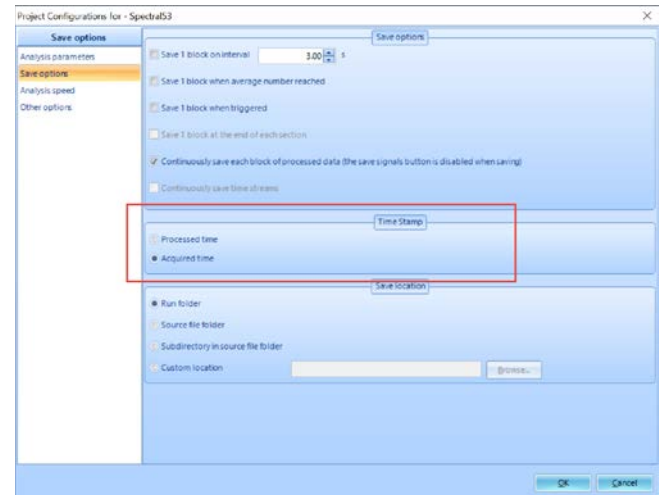 Project Configurations for - Spectral53
Save options
Analysis parameters
Save options
Analysis speed
Other options
Save options
Save 1 block on interval 3.00 s
Save 1 block when average number reached
Save 1 block when triggered
Save 1 block at the end of each section
Continuously save each block of processed data (the save signals button is disabled when saving)
Continuously save time streams
Time Stamp
Processed time
Acquired time
Save location
Run folder
Source file folder
Subdirectory in source file folder
Custom location
Browse...
OK
Cancel